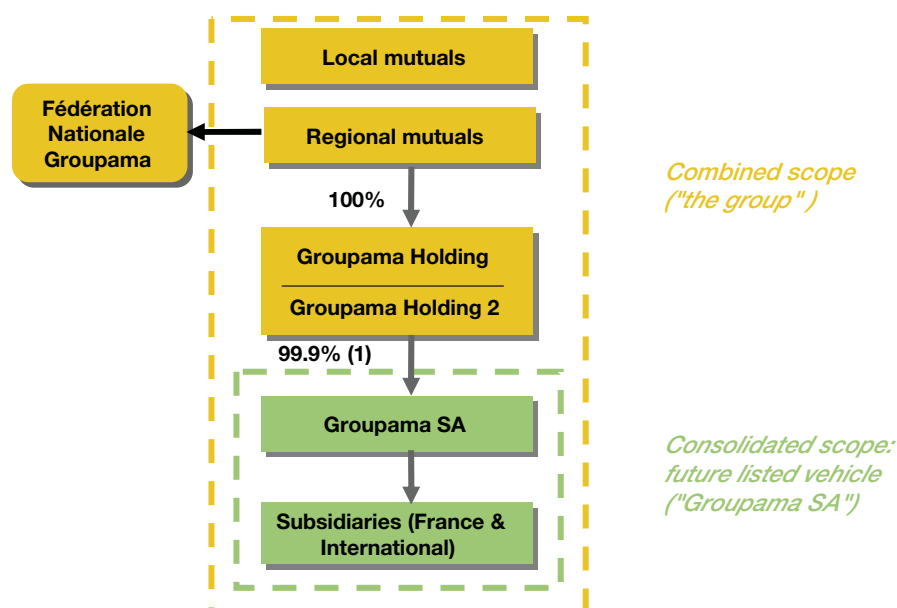 Local mutuals
Fédération
Nationale
Groupama
Regional mutuals
100%
Combined scope
("the group" )
Groupama Holding
Groupama Holding 2
99.9% (1)
Groupama SA
Consolidated scope:
future listed vehicle
("Groupama SA")
Subsidiaries (France &
International)